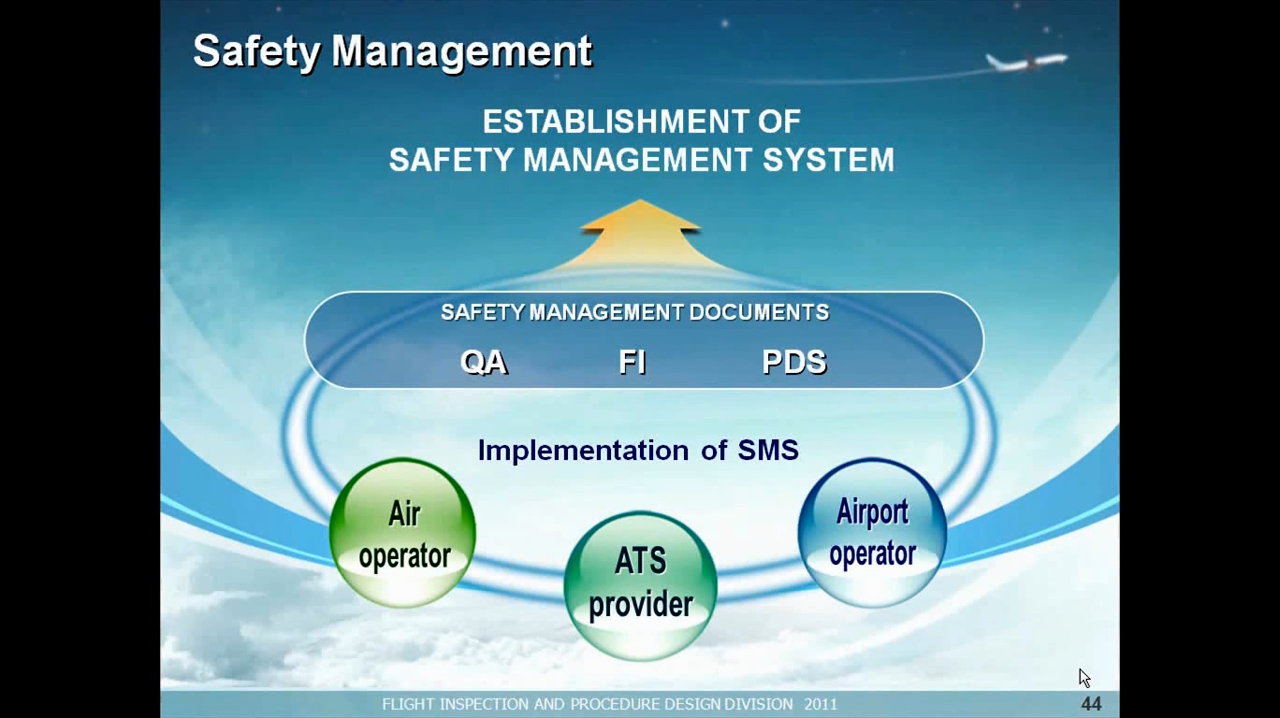 Safety Management
ESTABLISHMENT OF
SAFETY MANAGEMENT SYSTEM
SAFETY MANAGEMENT DOCUMENTS
QA FI PDS
Implementation of SMS
Air
operator
ATS
provider
Airport
operator
FLIGHT INSPECTION AND PROCEDURE DESIGN DIVISION 2011
44